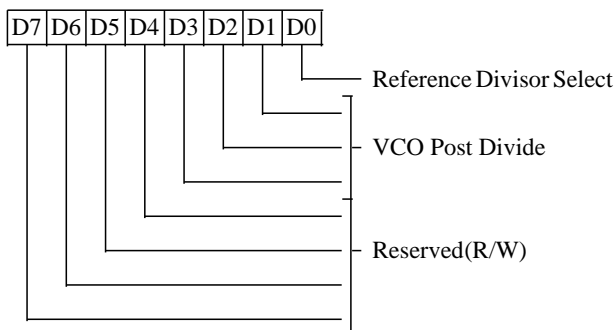 D7 D6 D5 D4 D3 D2 D1 D0
Reference Divisor Select
VCO Post Divide
Reserved (R/W)